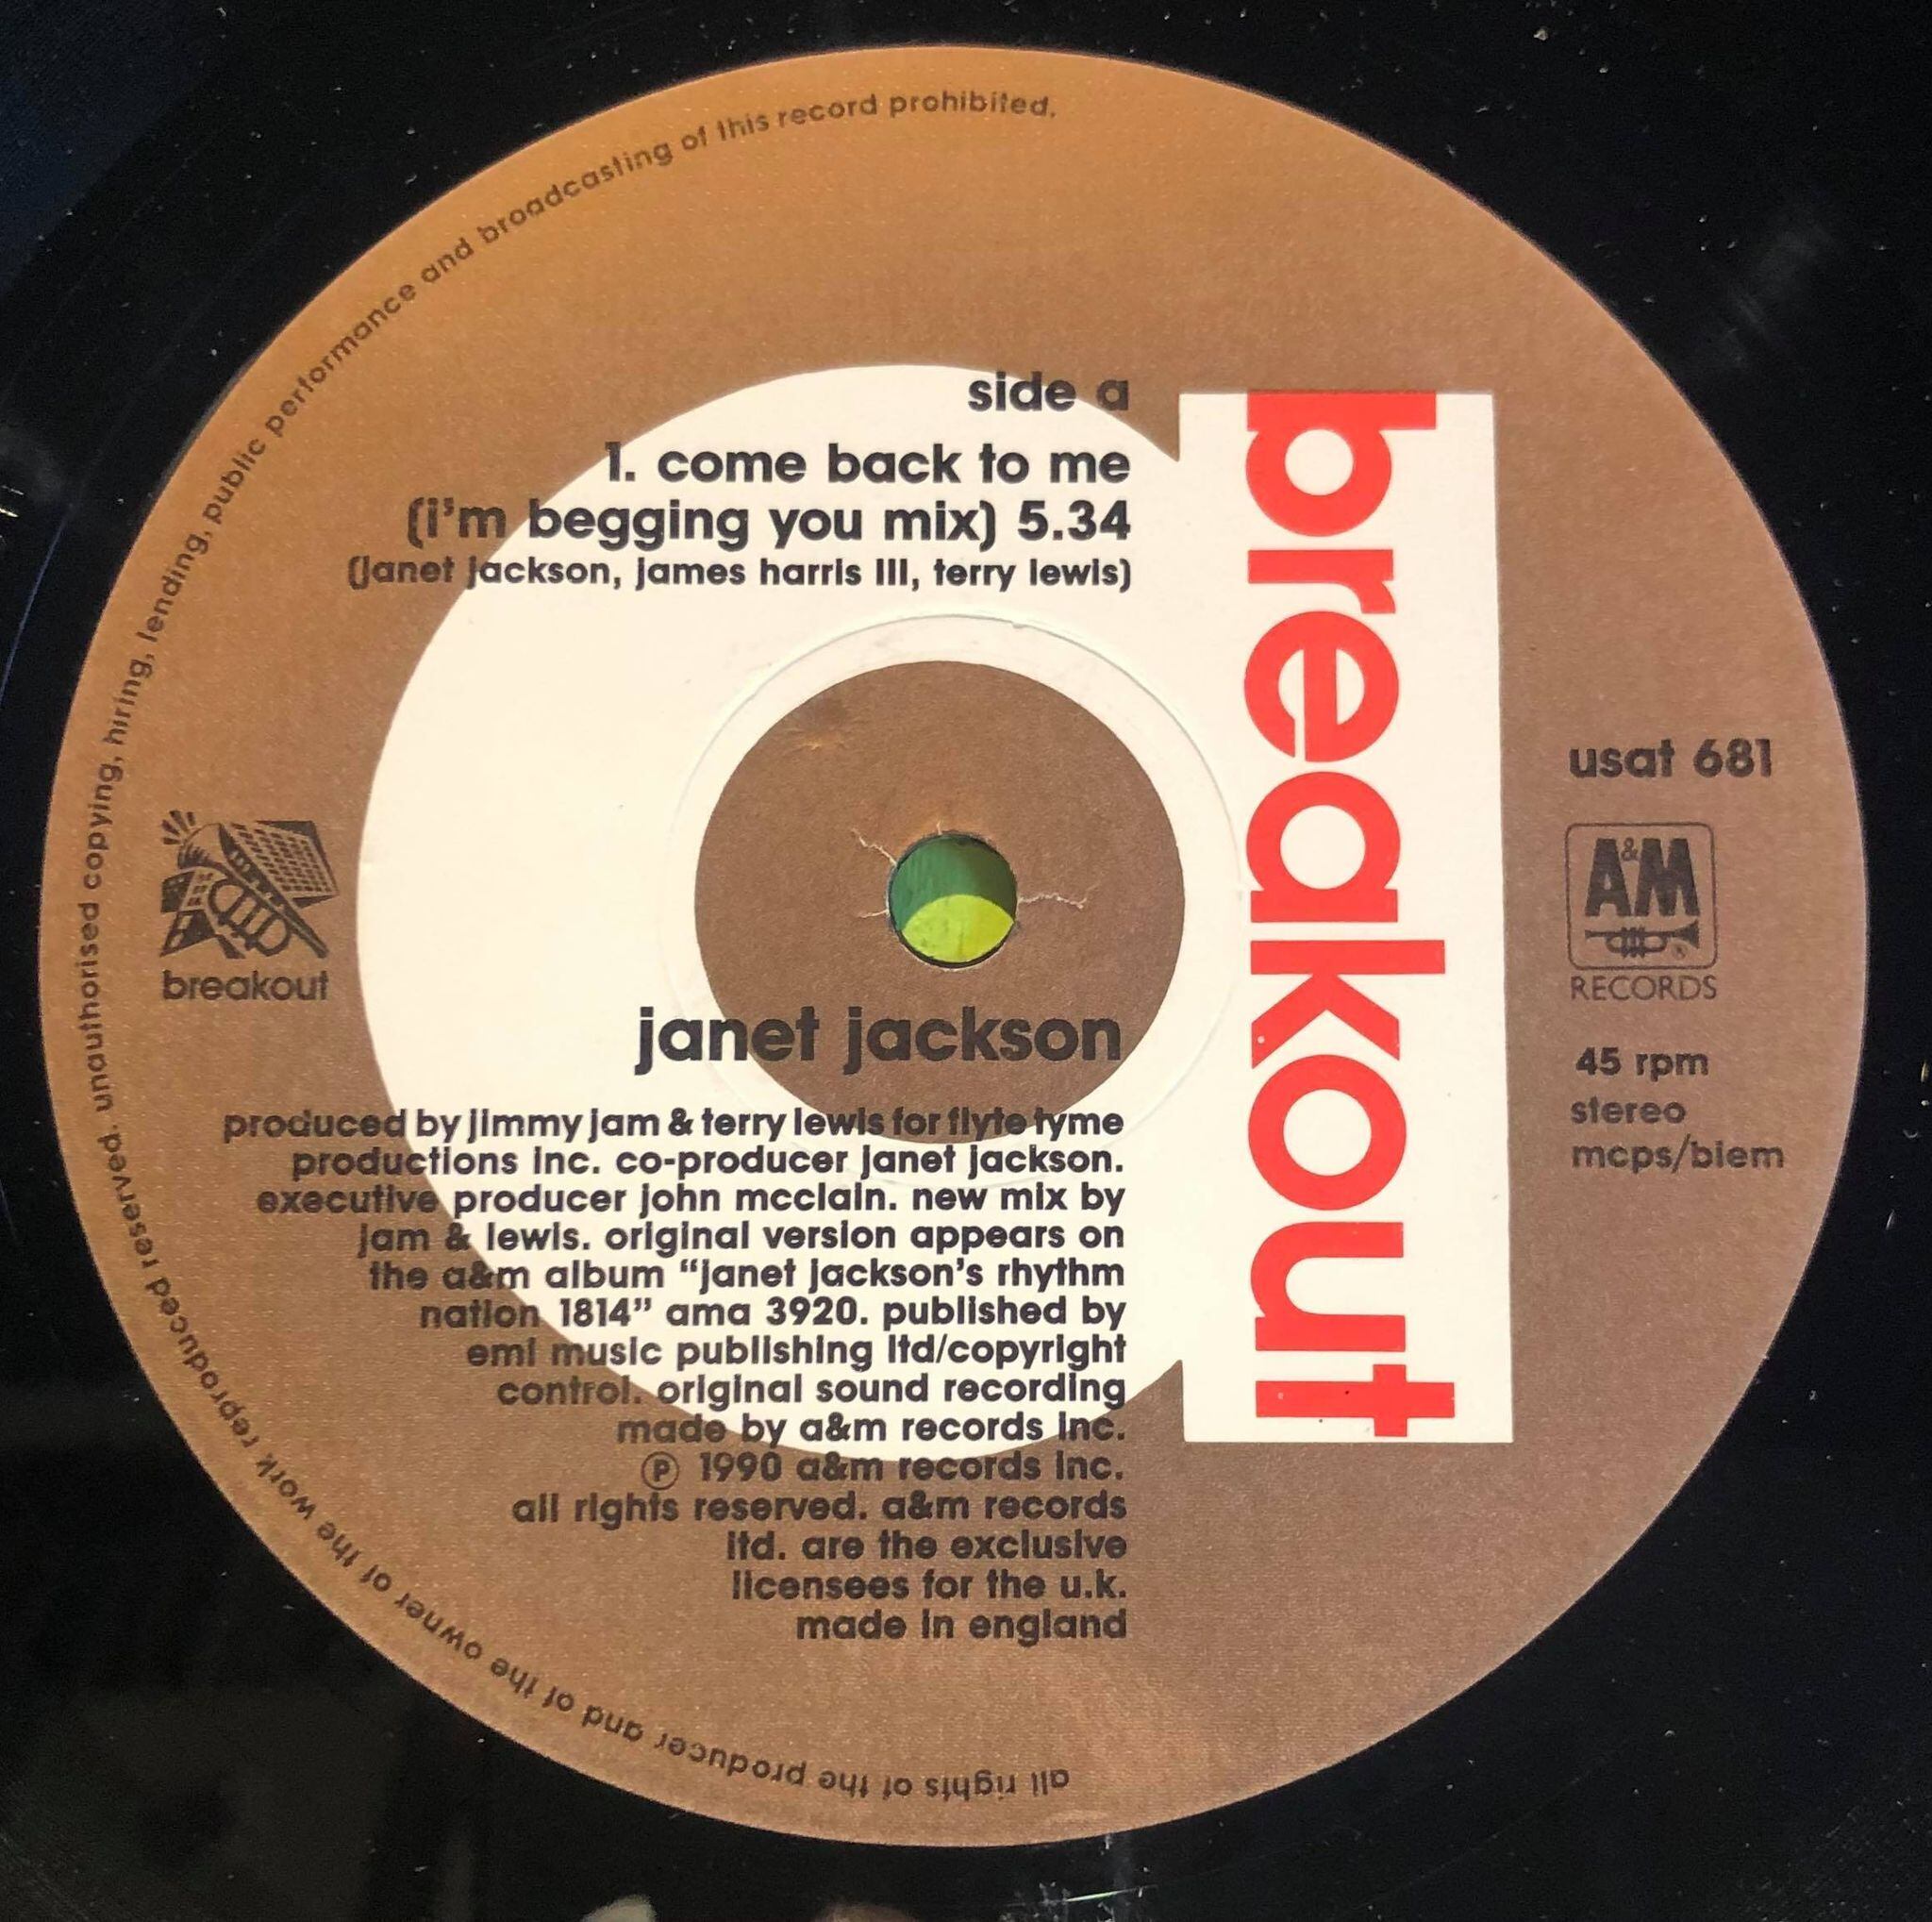 side a
1. come back to me
(i'm begging you mix) 5.34
(janet jackson, james harris III, terry lewis)
breakout
usat 681
A&M
RECORDS
45 rpm
stereo
mcps/biem
breakout
janet jackson
produced by jimmy jam & terry lewis for flyte tyme
productions inc. co-producer janet jackson.
executive producer john mcclain. new mix by
jam & lewis. original version appears on
the a&m album “janet jackson’s rhythm
nation 1814” ama 3920. published by
emi music publishing ltd/copyright
control. original sound recording
made by a&m records inc.
℗ 1990 a&m records inc.
all rights reserved. a&m records
ltd. are the exclusive
licensees for the u.k.
made in england
all rights of the producer and of the owner of the work reproduced reserved. unauthorised copying, hiring, lending, public performance and broadcasting of this record prohibited.